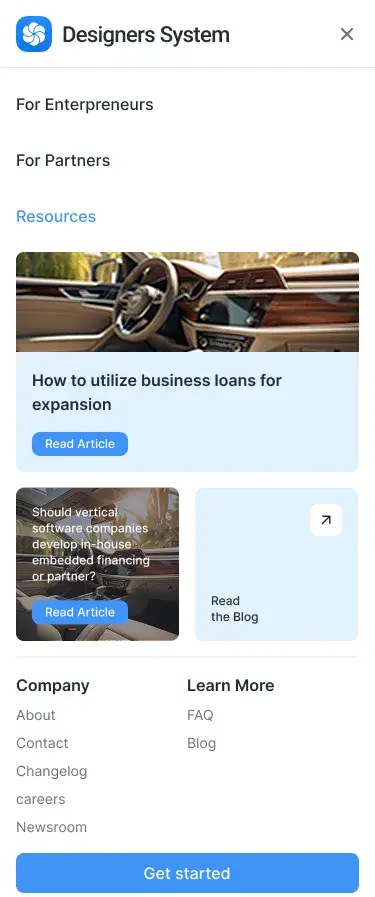 Designers System
For Enterpreneurs
For Partners
Resources
How to utilize business loans for
expansion
Read Article
Should vertical
software companies
develop in-house
embedded financing
or partner?
Read Article
Read
the Blog
Company
Learn More
About
FAQ
Contact
Blog
Changelog
careers
Newsroom
Get started